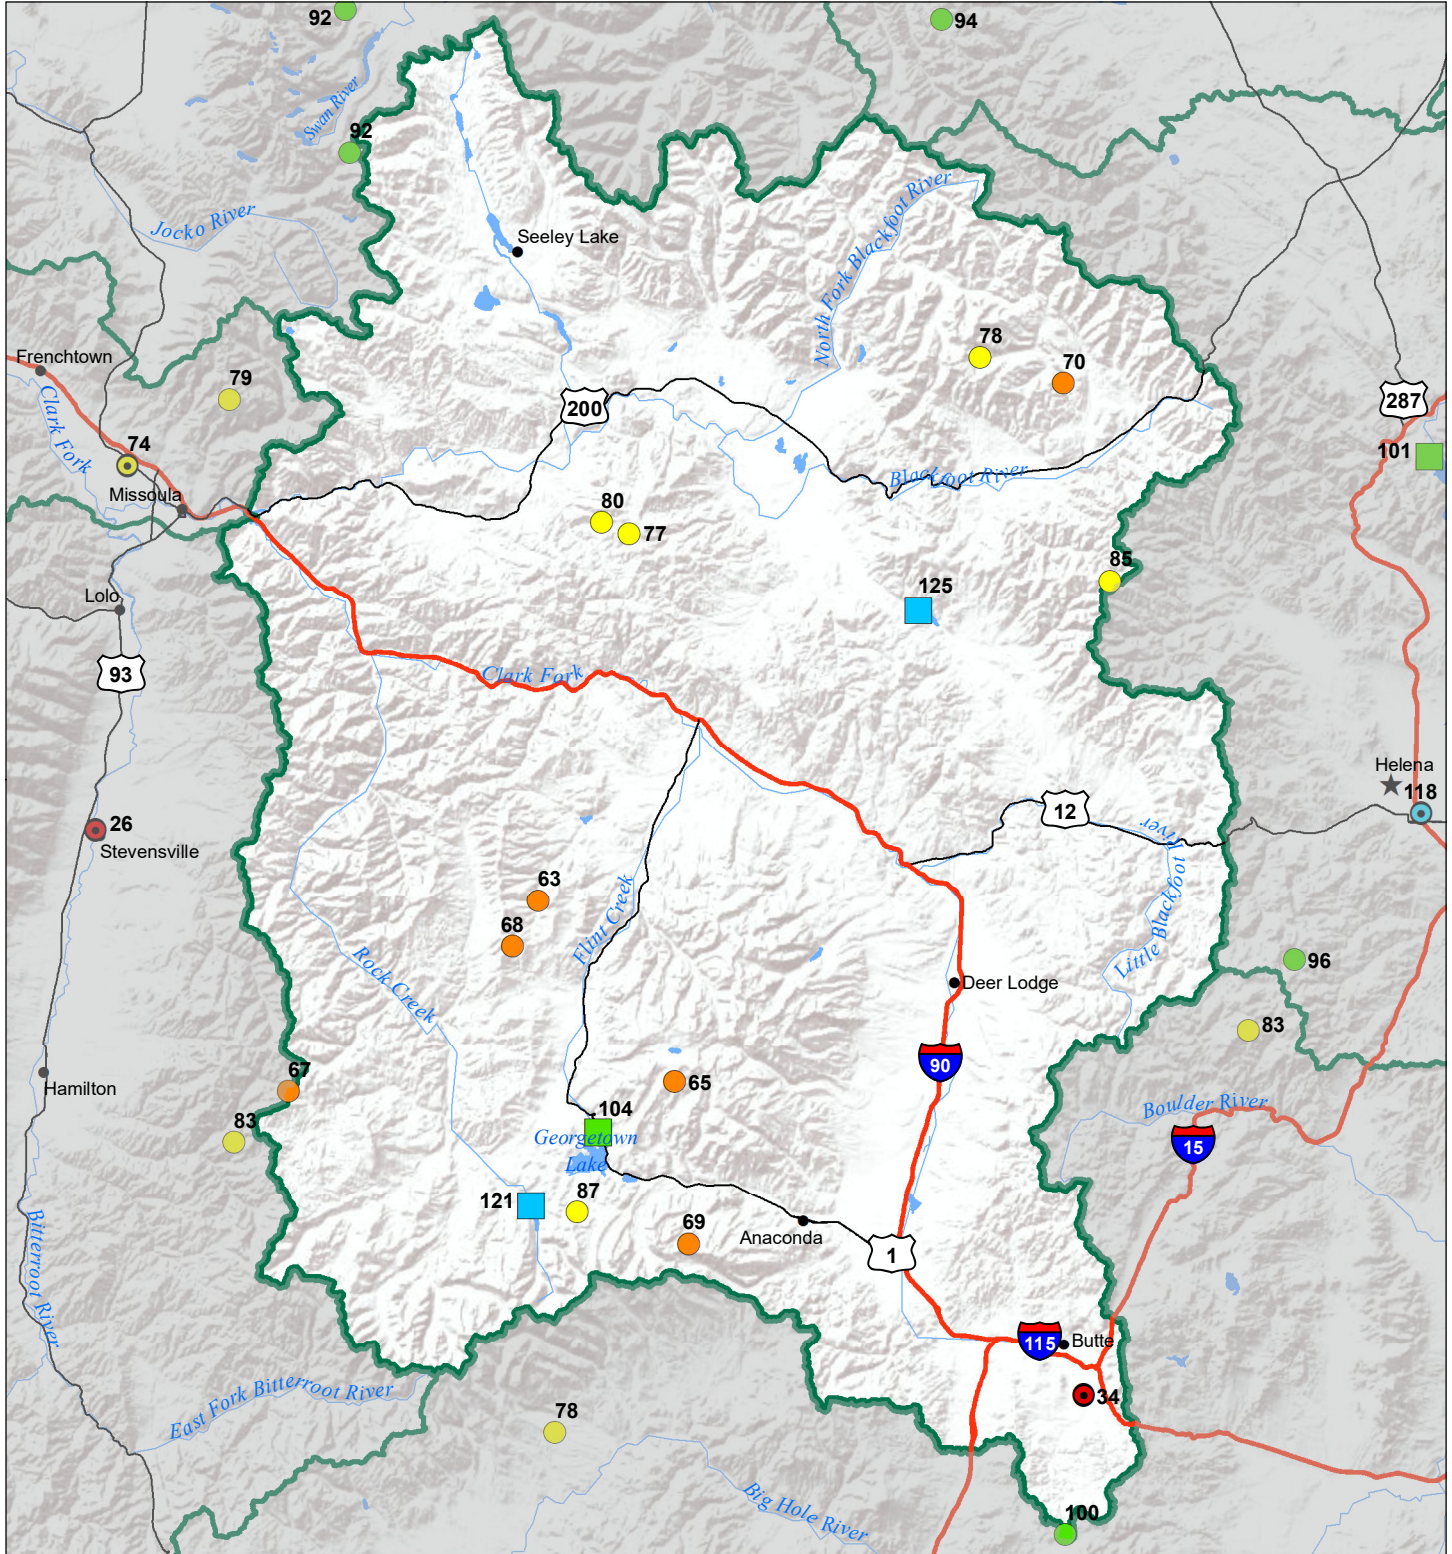 92
94
Swan River
92
Jocko River
Seeley Lake
North Fork Blackfoot River
Frenchtown
79
78
70
200
287
Clark Fork
74
101
Missoula
Blackfoot River
80
77
85
125
Lolo
93
Clark Fork
Helena
118
12
26
Stevensville
Little Blackfoot River
63
Flint Creek
68
Rock Creek
96
Deer Lodge
83
90
67
Hamilton
65
104
Boulder River
83
Georgetown
Lake
15
121
87
69
Anaconda
1
Bitterroot River
115
Butte
East Fork Bitterroot River
34
78
Big Hole River
100